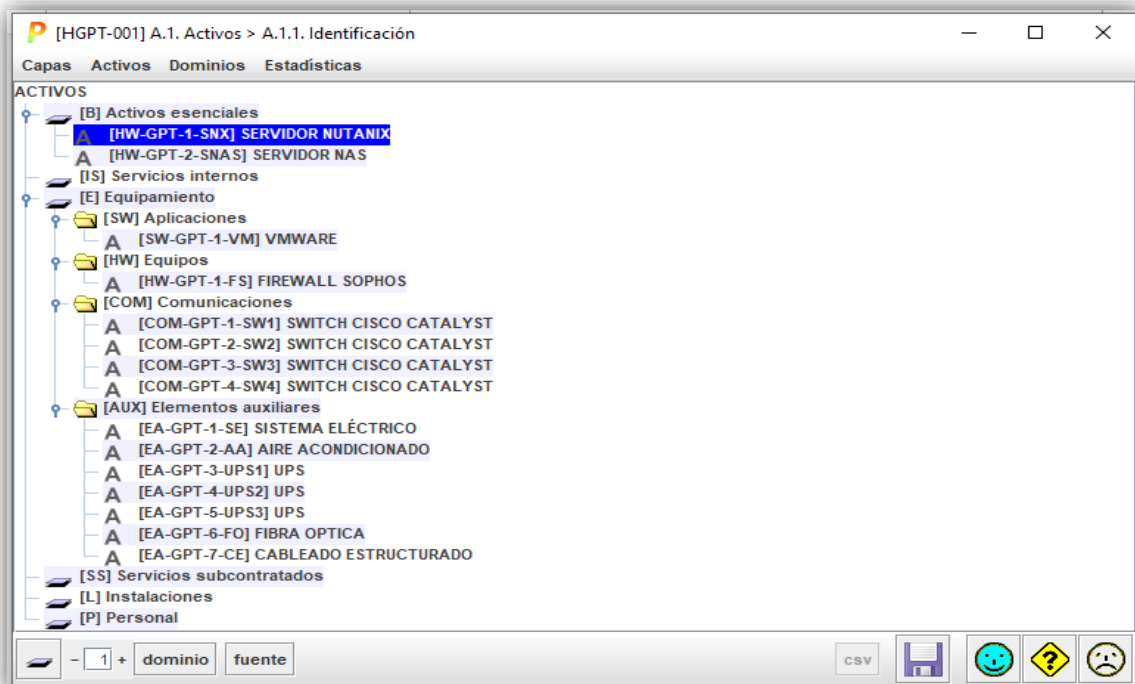 [HGPT-001] A.1. Activos > A.1.1. Identificación
Capas Activos Dominios Estadísticas
ACTIVOS
[B] Activos esenciales
A [HW-GPT-1-SNX] SERVIDOR NUTANIX
A [HW-GPT-2-SNAS] SERVIDOR NAS
[IS] Servicios internos
[E] Equipamiento
[SW] Aplicaciones
A [SW-GPT-1-VM] VMWARE
[HW] Equipos
A [HW-GPT-1-FS] FIREWALL SOPHOS
[COM] Comunicaciones
A [COM-GPT-1-SW1] SWITCH CISCO CATALYST
A [COM-GPT-2-SW2] SWITCH CISCO CATALYST
A [COM-GPT-3-SW3] SWITCH CISCO CATALYST
A [COM-GPT-4-SW4] SWITCH CISCO CATALYST
[AUX] Elementos auxiliares
A [EA-GPT-1-SE] SISTEMA ELÉCTRICO
A [EA-GPT-2-AA] AIRE ACONDICIONADO
A [EA-GPT-3-UPS1] UPS
A [EA-GPT-4-UPS2] UPS
A [EA-GPT-5-UPS3] UPS
A [EA-GPT-6-FO] FIBRA OPTICA
A [EA-GPT-7-CE] CABLEADO ESTRUCTURADO
[SS] Servicios subcontratados
[L] Instalaciones
[P] Personal
- 1 + dominio fuente csv ?